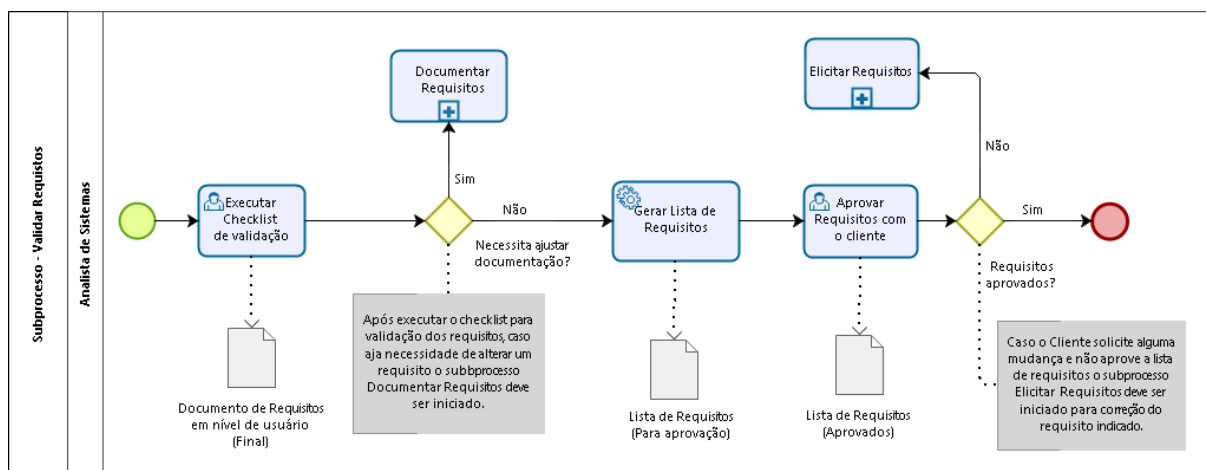 Subprocesso - Validar Requistos
Analista de Sistemas
Executar
Checklist
de validação
Documento de Requisitos
em nível de usuário
(Final)
Documentar
Requisitos
Sim
Não
Necessita ajustar
documentação?
Após executar o checklist para
validação dos requisitos, caso
aja necessidade de alterar um
requisito o subbprocesso
Documentar Requisitos deve
ser iniciado.
Gerar Lista de
Requisitos
Lista de Requisitos
(Para aprovação)
Aprovar
Requisitos com
o cliente
Lista de Requisitos
(Aprovados)
Elicitar Requisitos
Não
Sim
Requisitos
aprovados?
Caso o Cliente solicite alguma
mudança e não aprove a lista
de requisitos o subprocesso
Elicitar Requisitos deve ser
iniciado para correção do
requisito indicado.